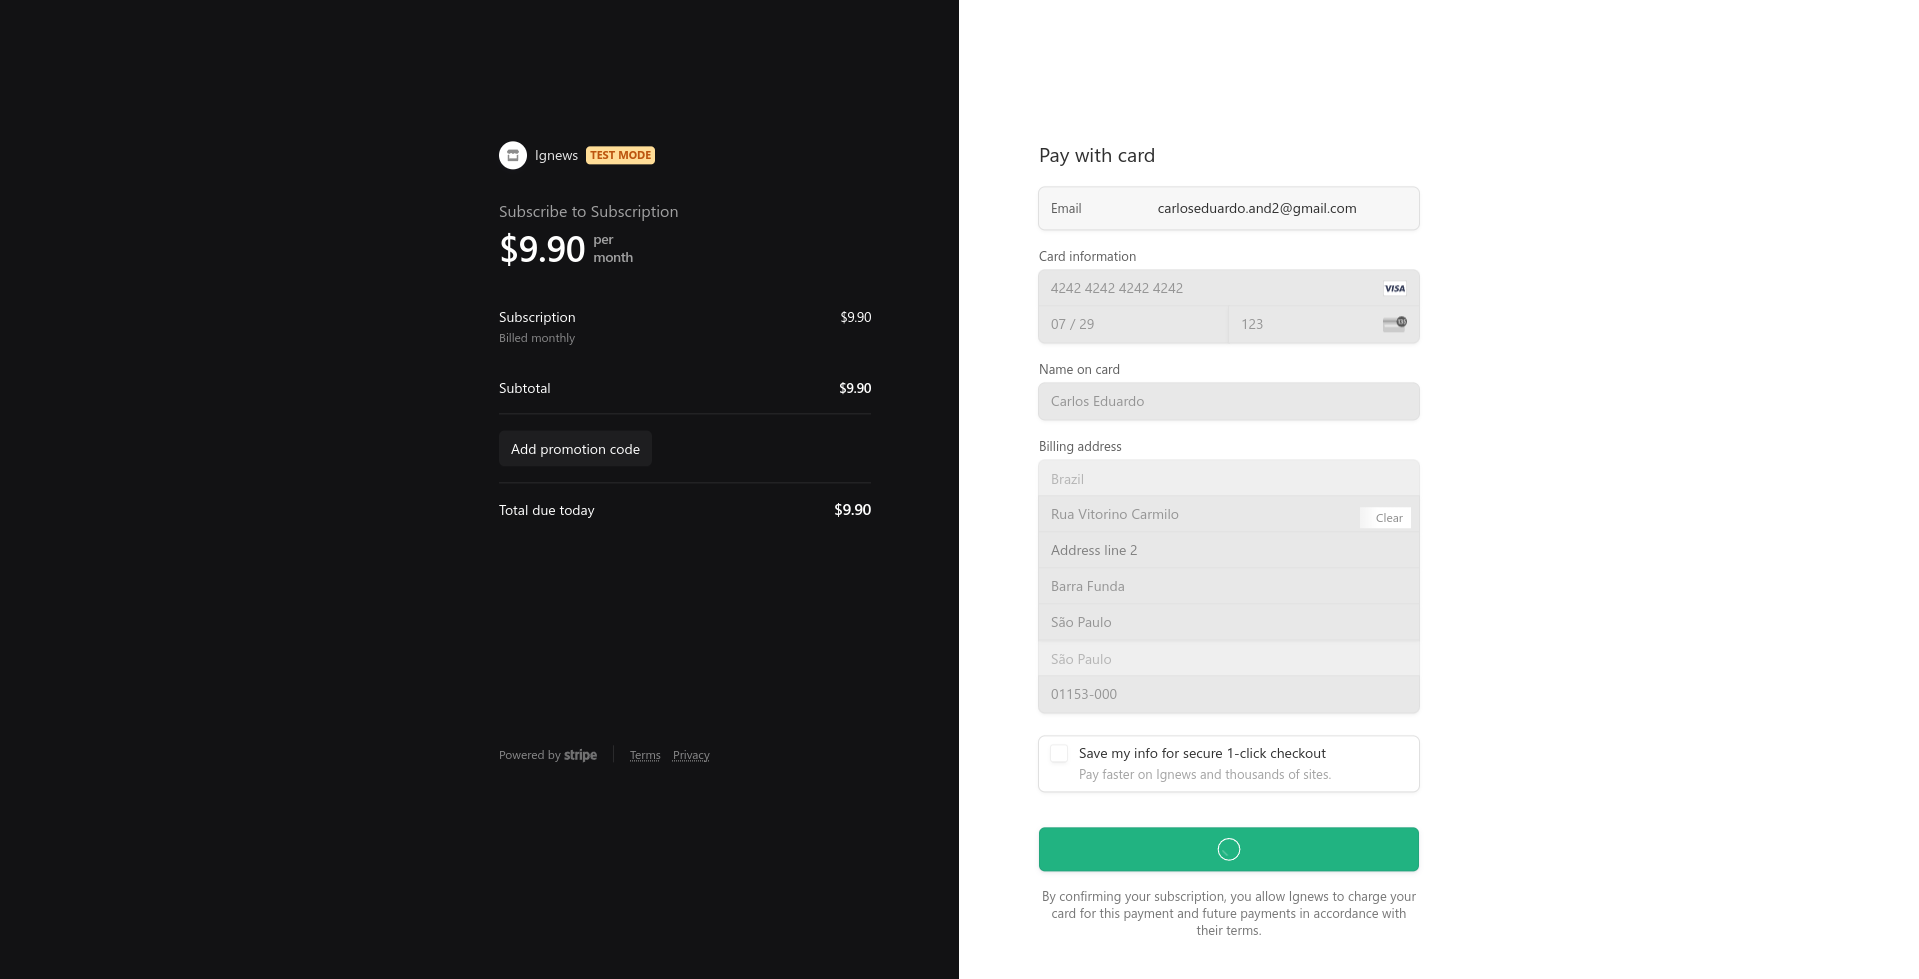 Ignews TEST MODE
Subscribe to Subscription
$9.90 per
month
Subscription $9.90
Billed monthly
Subtotal $9.90
Add promotion code
Total due today $9.90
Powered by stripe Terms Privacy
Pay with card
Email carloseduardo.and2@gmail.com
Card information
4242 4242 4242 4242 VISA
07 / 29 123
Name on card
Carlos Eduardo
Billing address
Brazil
Rua Vitorino Carmilo Clear
Address line 2
Barra Funda
São Paulo
São Paulo
01153-000
Save my info for secure 1-click checkout
Pay faster on Ignews and thousands of sites.
By confirming your subscription, you allow Ignews to charge your
card for this payment and future payments in accordance with
their terms.